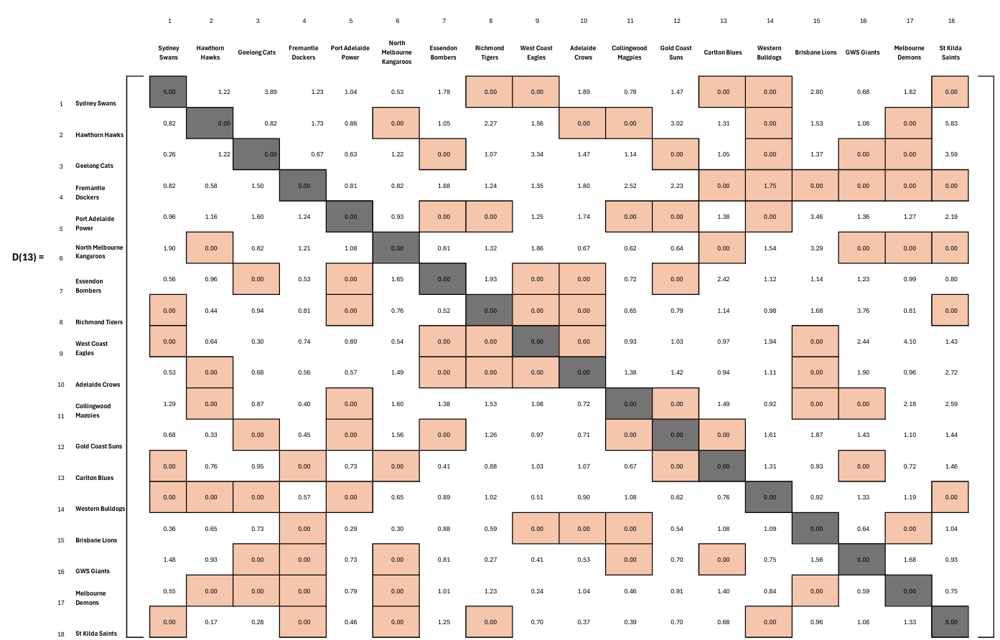 1 2 3 4 5 6 7 8 9 10 11 12 13 14 15 16 17 18
Sydney Swans Hawthorn Hawks Geelong Cats Fremantle Dockers Port Adelaide Power North Melbourne Kangaroos Essendon Bombers Richmond Tigers West Coast Eagles Adelaide Crows Collingwood Magpies Gold Coast Suns Carlton Blues Western Bulldogs Brisbane Lions GWS Giants Melbourne Demons St Kilda Saints
1 Sydney Swans 0.00 1.22 3.89 1.23 1.04 0.53 1.78 0.00 0.00 1.89 0.78 1.47 0.00 0.00 2.80 0.68 1.82 0.00
2 Hawthorn Hawks 0.82 0.00 0.82 1.73 0.86 0.00 1.05 2.27 1.56 0.00 0.00 3.02 1.31 0.00 1.53 1.08 0.00 5.83
3 Geelong Cats 0.26 1.22 0.00 0.67 0.63 1.22 0.00 1.07 3.34 1.47 1.14 0.00 1.05 0.00 1.37 0.00 0.00 3.59
4 Fremantle Dockers 0.82 0.58 1.50 0.00 0.81 0.82 1.88 1.24 1.35 1.80 2.52 2.23 0.00 1.75 0.00 0.00 0.00 0.00
5 Port Adelaide Power 0.96 1.16 1.60 1.24 0.00 0.93 0.00 0.00 1.25 1.74 0.00 0.00 1.38 0.00 3.46 1.36 1.27 2.19
D(13) =
6 North Melbourne Kangaroos 1.90 0.00 0.82 1.21 1.08 0.00 0.61 1.32 1.86 0.67 0.62 0.64 0.00 1.54 3.29 0.00 0.00 0.00
7 Essendon Bombers 0.56 0.96 0.00 0.53 0.00 1.65 0.00 1.93 0.00 0.00 0.72 0.00 2.42 1.12 1.14 1.23 0.99 0.80
8 Richmond Tigers 0.00 0.44 0.94 0.81 0.00 0.76 0.52 0.00 0.00 0.00 0.65 0.79 1.14 0.98 1.68 3.76 0.81 0.00
9 West Coast Eagles 0.00 0.64 0.30 0.74 0.80 0.54 0.00 0.00 0.00 0.00 0.93 1.03 0.97 1.94 0.00 2.44 4.10 1.43
10 Adelaide Crows 0.53 0.00 0.68 0.56 0.57 1.49 0.00 0.00 0.00 0.00 1.38 1.42 0.94 1.11 0.00 1.90 0.96 2.72
11 Collingwood Magpies 1.29 0.00 0.87 0.40 0.00 1.60 1.38 1.53 1.08 0.72 0.00 0.00 1.49 0.92 0.00 0.00 2.18 2.59
12 Gold Coast Suns 0.68 0.33 0.00 0.45 0.00 1.56 0.00 1.26 0.97 0.71 0.00 0.00 0.00 1.61 1.87 1.43 1.10 1.44
13 Carlton Blues 0.00 0.76 0.95 0.00 0.73 0.00 0.41 0.88 1.03 1.07 0.67 0.00 0.00 1.31 0.93 0.00 0.72 1.46
14 Western Bulldogs 0.00 0.00 0.00 0.57 0.00 0.65 0.89 1.02 0.51 0.90 1.08 0.62 0.76 0.00 0.92 1.33 1.19 0.00
15 Brisbane Lions 0.36 0.65 0.73 0.00 0.29 0.30 0.88 0.59 0.00 0.00 0.00 0.54 1.08 1.09 0.00 0.64 0.00 1.04
16 GWS Giants 1.48 0.93 0.00 0.00 0.73 0.00 0.81 0.27 0.41 0.53 0.00 0.70 0.00 0.75 1.56 0.00 1.68 0.93
17 Melbourne Demons 0.55 0.00 0.00 0.00 0.79 0.00 1.01 1.23 0.24 1.04 0.46 0.91 1.40 0.84 0.00 0.59 0.00 0.75
18 St Kilda Saints 0.00 0.17 0.28 0.00 0.46 0.00 1.25 0.00 0.70 0.37 0.39 0.70 0.68 0.00 0.96 1.08 1.33 0.00